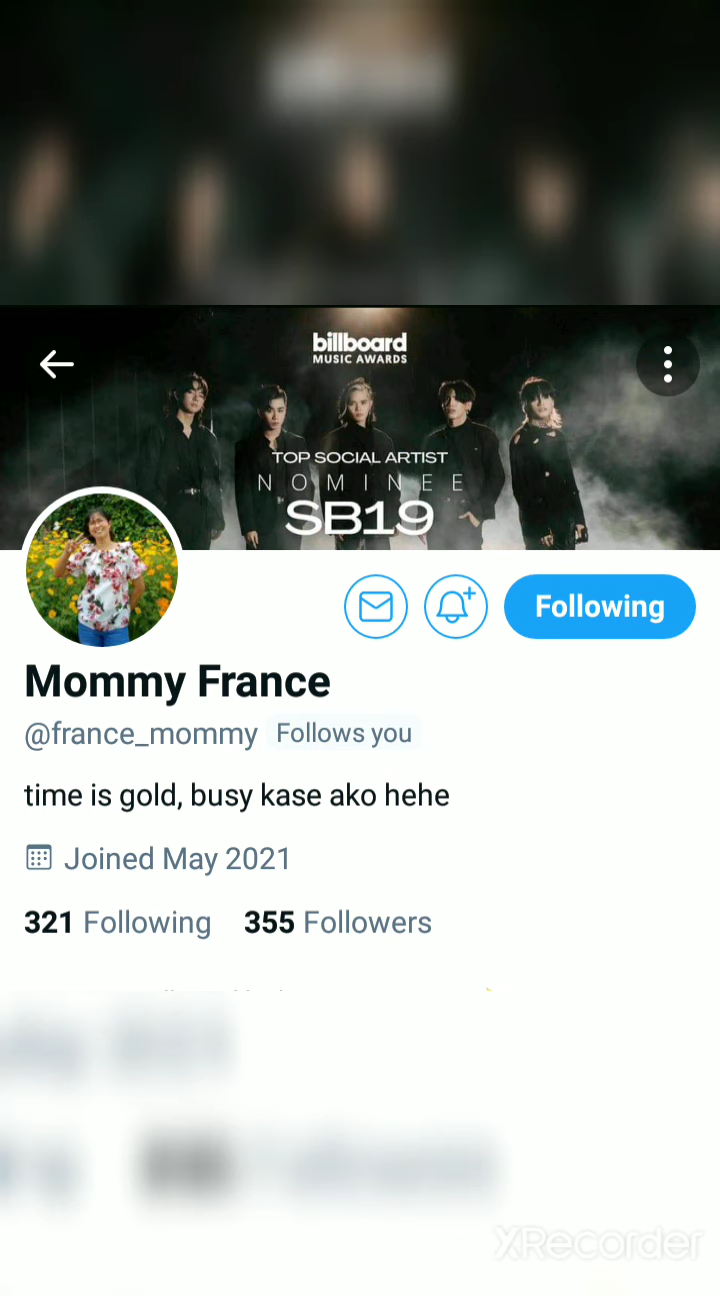 billboard
MUSIC AWARDS
TOP SOCIAL ARTIST
NOMINEE
SB19
Following
Mommy France
@france_mommy Follows you
time is gold, busy kase ako hehe
Joined May 2021
321 Following 355 Followers
XRecorder